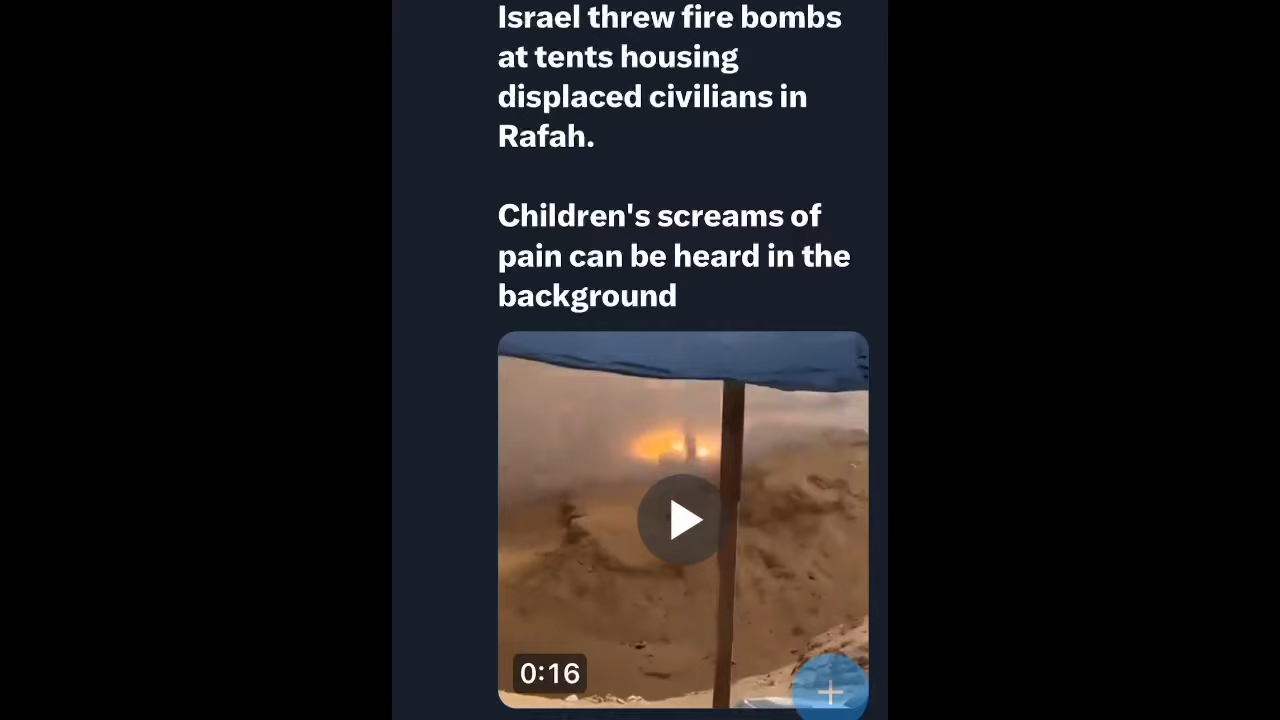 Israel threw fire bombs
at tents housing
displaced civilians in
Rafah.
Children's screams of
pain can be heard in the
background
0:16